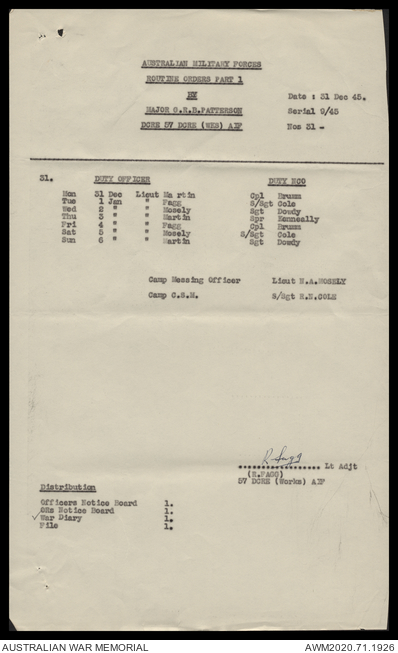 AUSTRALIAN MILITARY FORCES
ROUTINE ORDERS PART 1
BY
MAJOR O.R.B.PATTERSON
DCRE 5V DCRE (WKS) AIF
Date : 31 Dec 45.
Serial 9/45
Nos 31 -
31. DUTY OFFICER DUTY NCO
Mon 31 Dec Lieut Martin Cpl Brumm
Tue 1 Jan " Fagg S/Sgt Cole
Wed 2 " " Mosely Sgt Dowdy
Thu 3 " " Martin Spr Kenneally
Fri 4 " " Fagg Cpl Brumm
Sat 5 " " Mosely S/Sgt Cole
Sun 6 " " Martin Sgt Dowdy
Camp Messing Officer Lieut N.A.MOSELY
Camp C.S.M. S/Sgt R.N.COLE
R Fagg
.................. Lt Adjt
(R.FAGG)
5V DCRE (Works) AIF
Distribution
Officers Notice Board 1.
ORs Notice Board 1.
✓War Diary 1.
File 1.
AUSTRALIAN WAR MEMORIAL AWM2020.71.1926